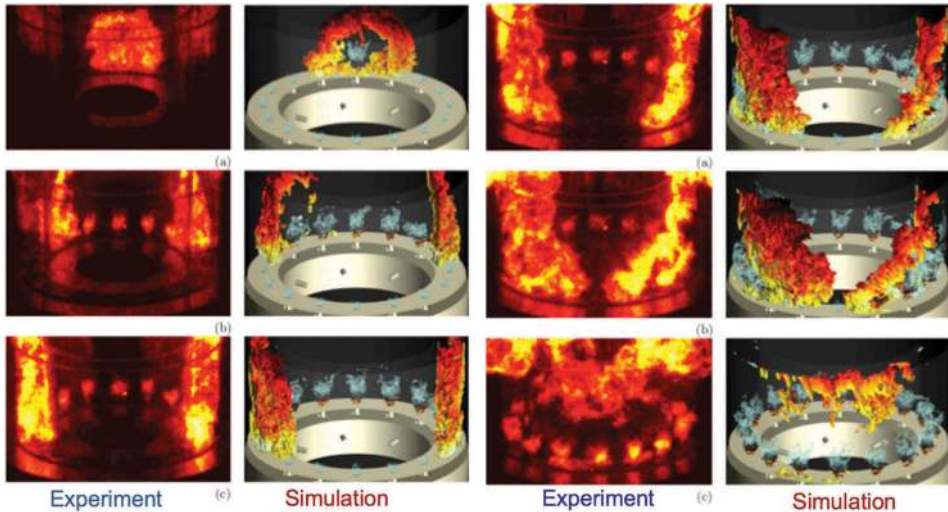 (a)
(a)
(b)
(b)
(c)
(c)
Experiment
Simulation
Experiment
Simulation